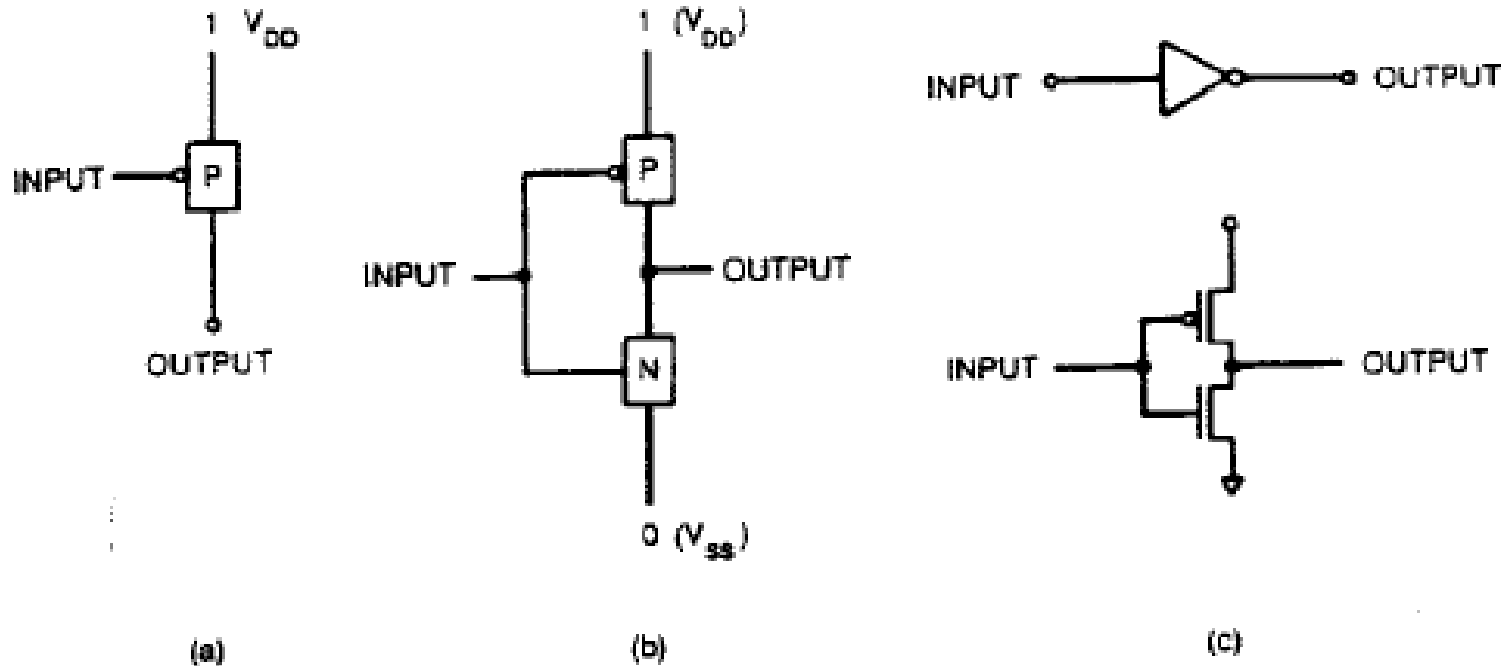 1 V_DD
INPUT
P
OUTPUT
(a)
1 (V_DD)
P
INPUT
OUTPUT
N
0 (V_SS)
(b)
INPUT
OUTPUT
INPUT
OUTPUT
(c)